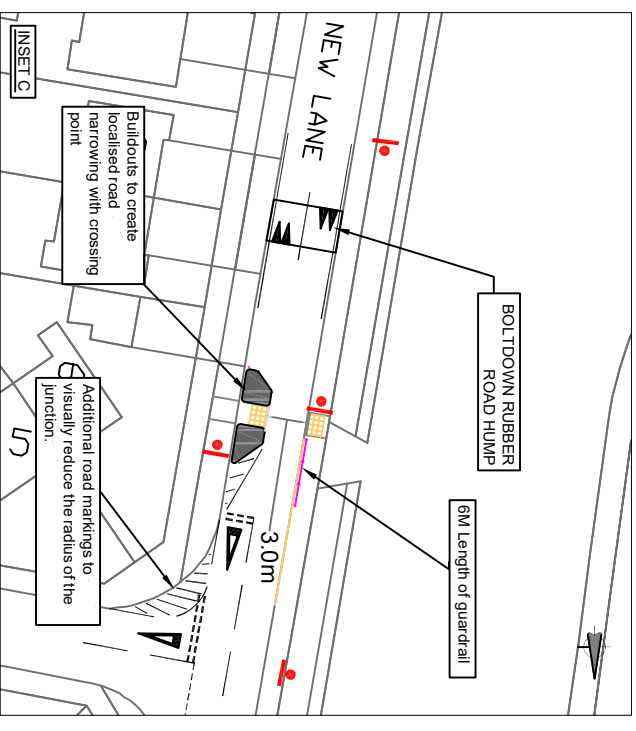 INSET C
NEW LANE
BOLTDOWN RUBBER
ROAD HUMP
6M Length of guardrail
Buildouts to create
localised road
narrowing with crossing
point
3.0m
Additional road markings to
visually reduce the radius of the
junction.
5